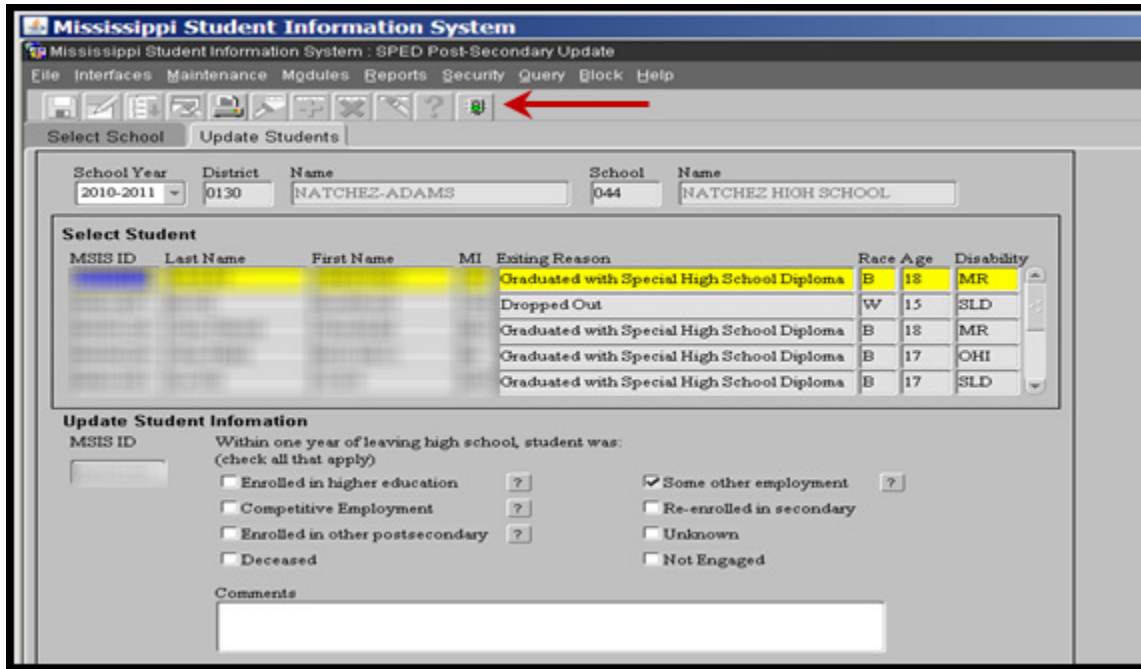 Mississippi Student Information System
Mississippi Student Information System : SPED Post-Secondary Update
File Interfaces Maintenance Modules Reports Security Query Block Help
?
Select School Update Students
School Year District Name School Name
2010-2011 0130 NATCHEZ-ADAMS 044 NATCHEZ HIGH SCHOOL
Select Student
MSIS ID Last Name First Name MI Exiting Reason Race Age Disability
Graduated with Special High School Diploma B 18 MR
Dropped Out W 15 SLD
Graduated with Special High School Diploma B 18 MR
Graduated with Special High School Diploma B 17 OHI
Graduated with Special High School Diploma B 17 SLD
Update Student Infomation
MSIS ID Within one year of leaving high school, student was:
(check all that apply)
Enrolled in higher education ? Some other employment ?
Competitive Employment ? Re-enrolled in secondary
Enrolled in other postsecondary ? Unknown
Deceased Not Engaged
Comments